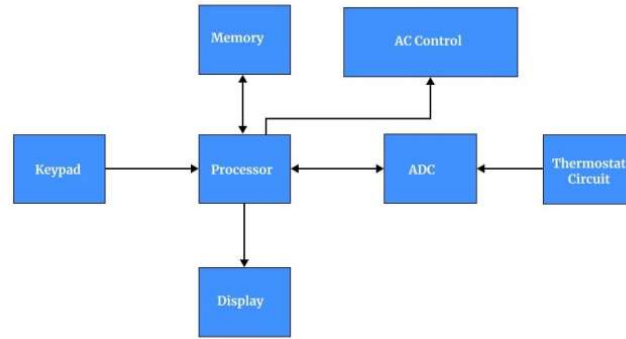 Memory
AC Control
Keypad
Processor
ADC
Thermostat
Circuit
Display